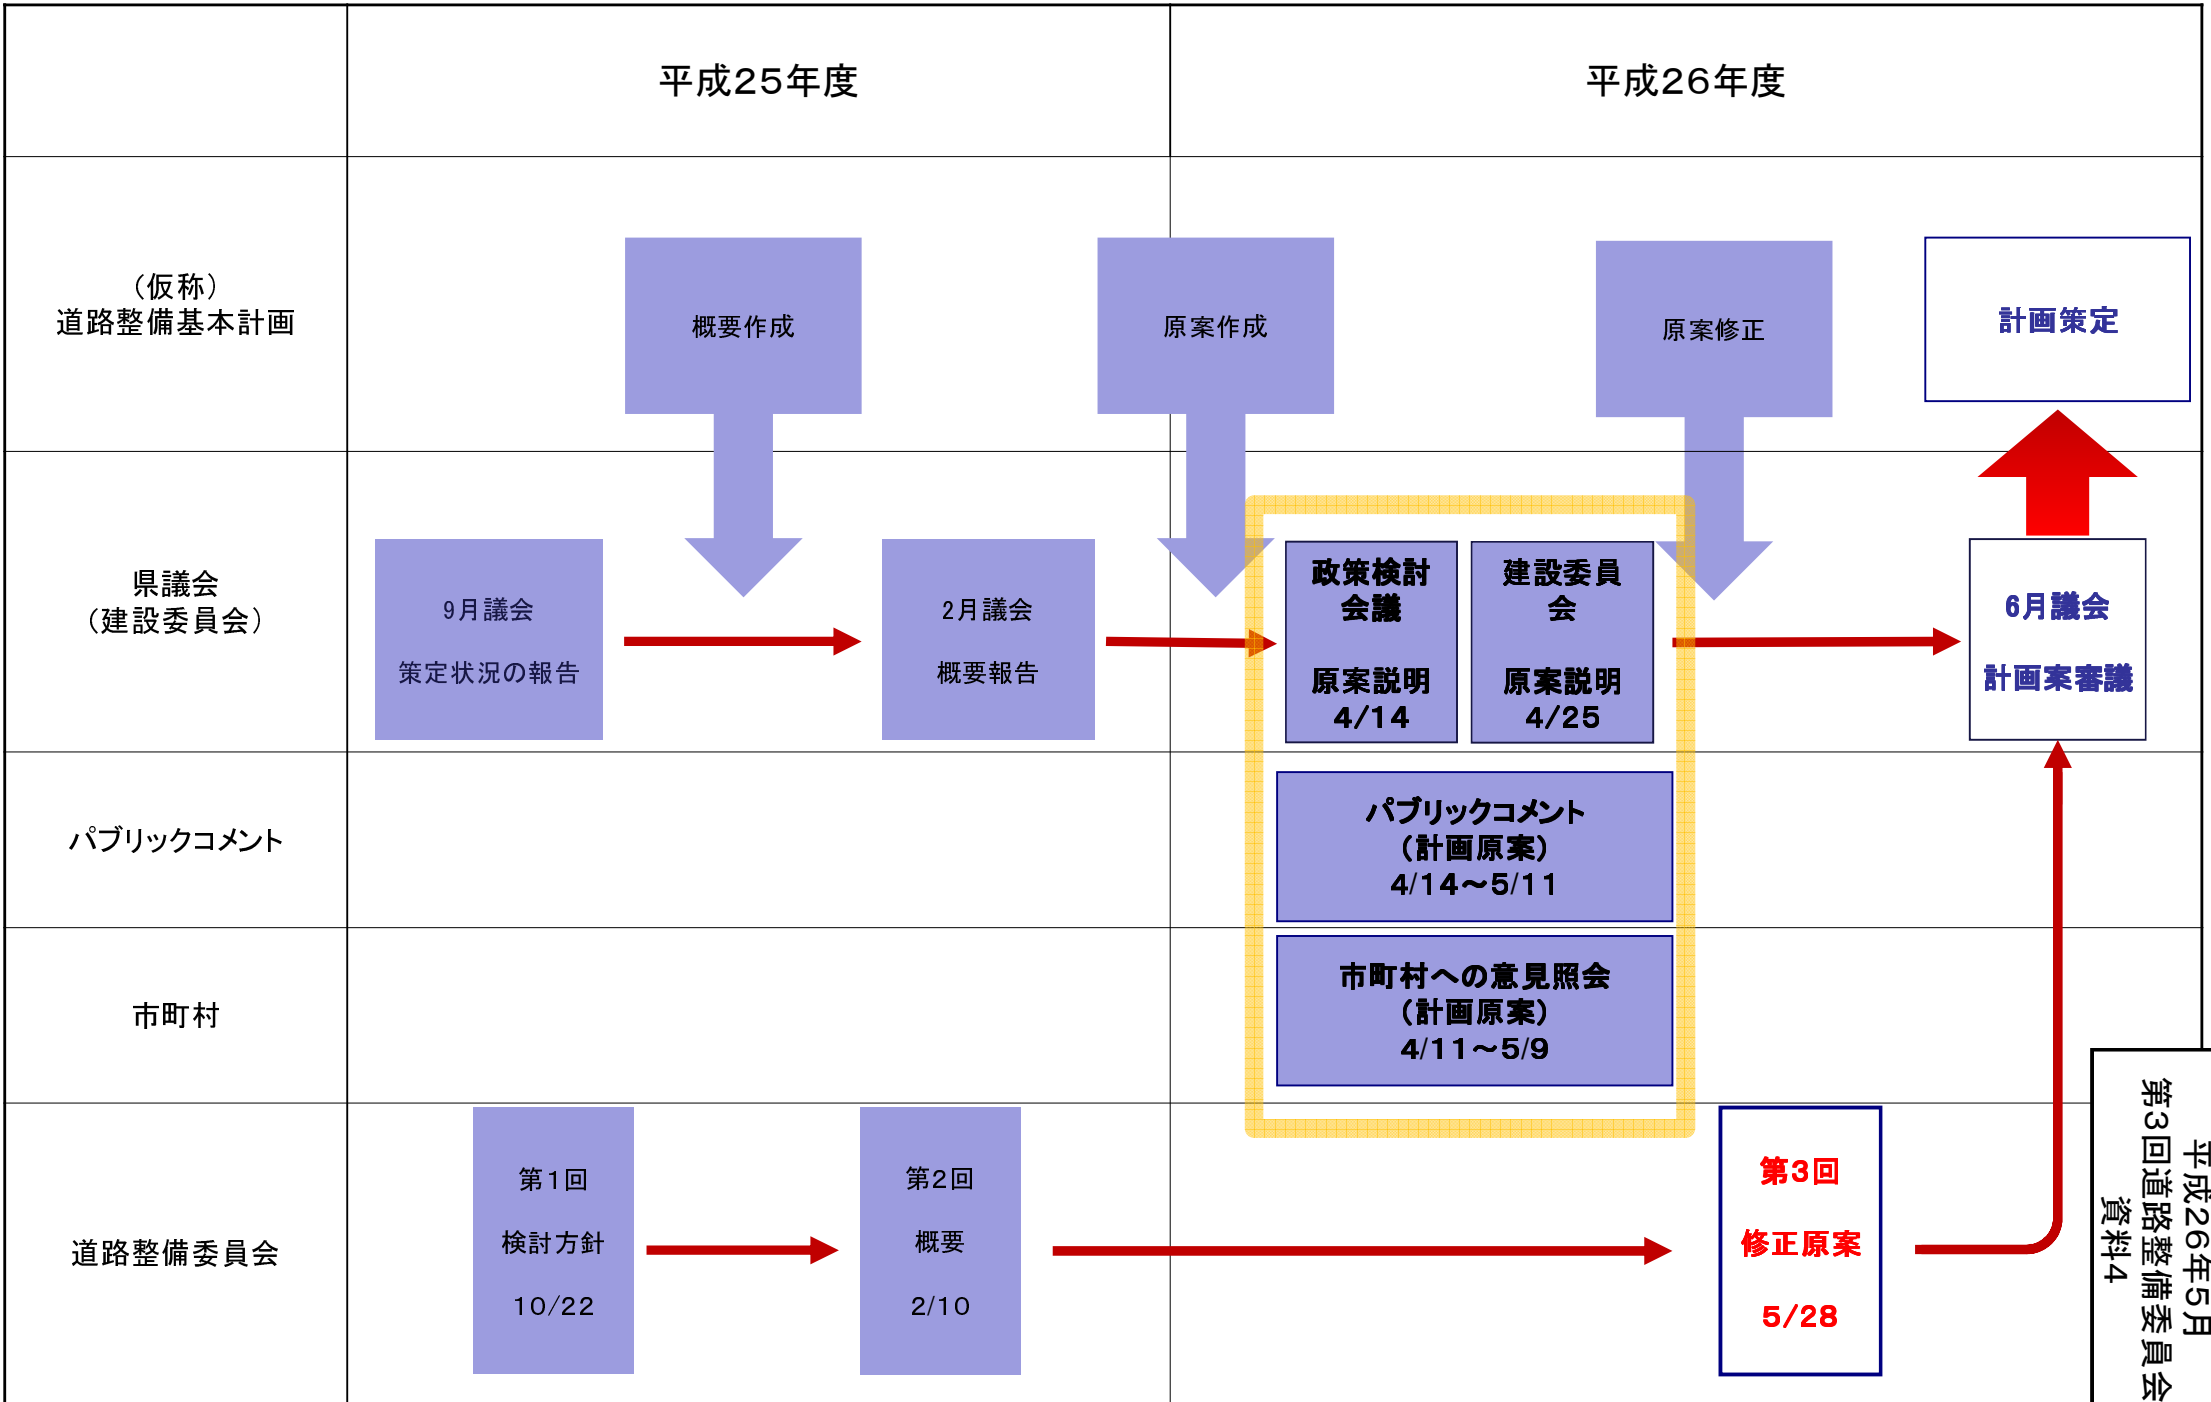 平成25年度
平成26年度
（仮称）
道路整備基本計画
概要作成
原案作成
原案修正
計画策定
県議会
（建設委員会）
9月議会
策定状況の報告
2月議会
概要報告
政策検討
会議
原案説明
4/14
建設委員
会
原案説明
4/25
6月議会
計画案審議
パブリックコメント
パブリックコメント
（計画原案）
4/14～5/11
市町村
市町村への意見照会
（計画原案）
4/11～5/9
道路整備委員会
第1回
検討方針
10/22
第2回
概要
2/10
第3回
修正原案
5/28
平成26年5月
第3回道路整備委員会
資料4